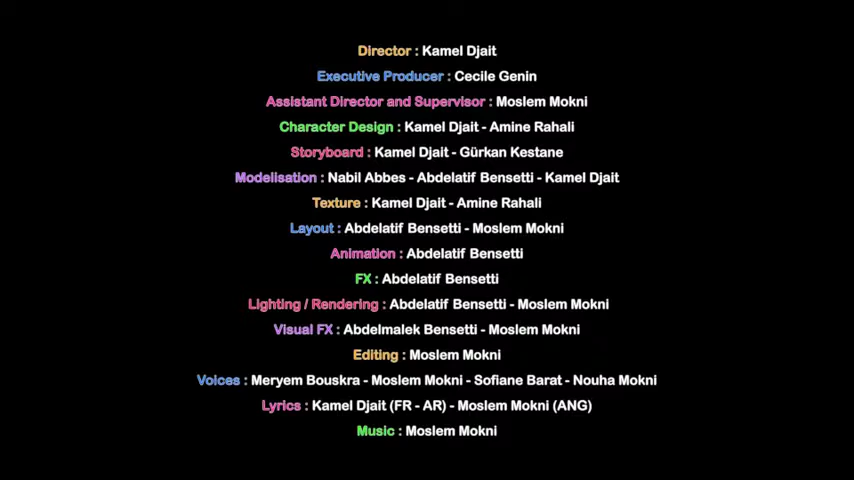 Director : Kamel Djait
Executive Producer : Cecile Genin
Assistant Director and Supervisor : Moslem Mokni
Character Design : Kamel Djait - Amine Rahali
Storyboard : Kamel Djait - Gürkan Kestane
Modelisation : Nabil Abbes - Abdelatif Bensetti - Kamel Djait
Texture : Kamel Djait - Amine Rahali
Layout : Abdelatif Bensetti - Moslem Mokni
Animation : Abdelatif Bensetti
FX : Abdelatif Bensetti
Lighting / Rendering : Abdelatif Bensetti - Moslem Mokni
Visual FX : Abdelmalek Bensetti - Moslem Mokni
Editing : Moslem Mokni
Voices : Meryem Bouskra - Moslem Mokni - Sofiane Barat - Nouha Mokni
Lyrics : Kamel Djait (FR - AR) - Moslem Mokni (ANG)
Music : Moslem Mokni